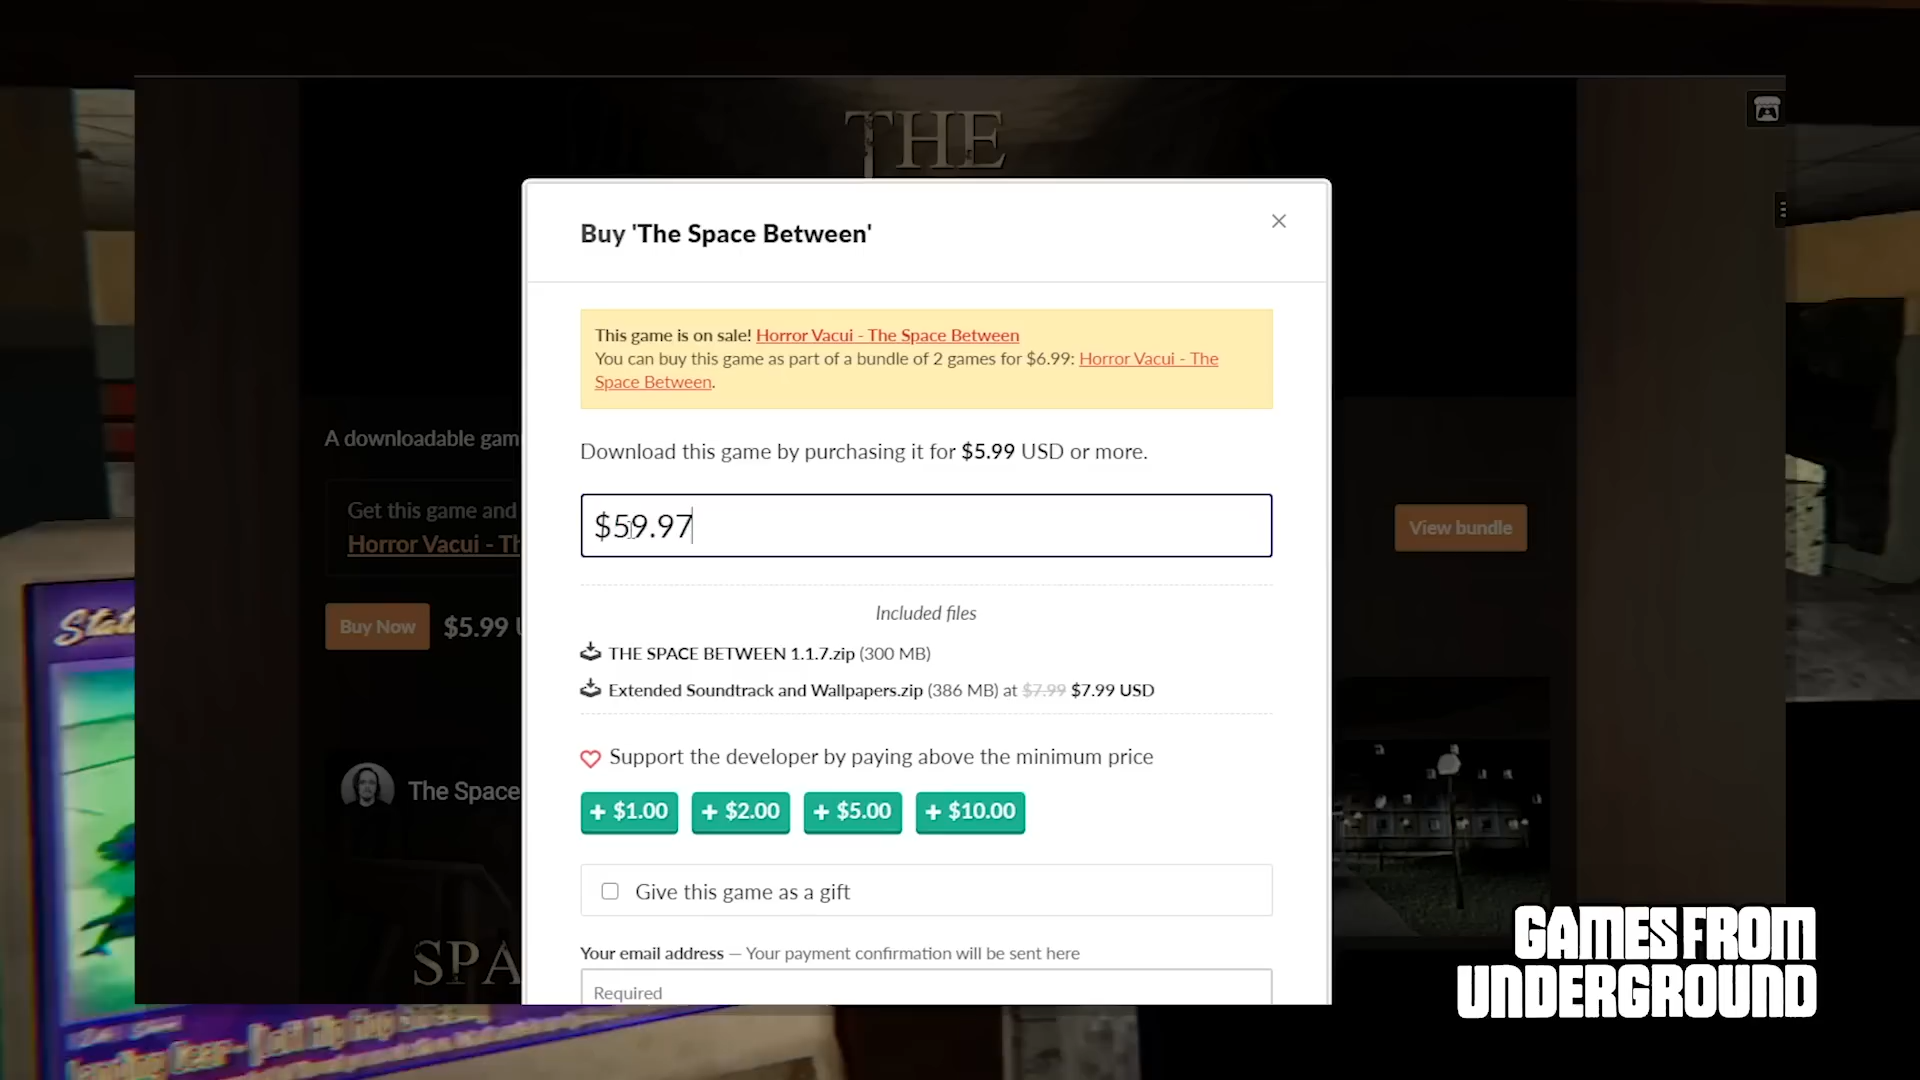 THE
Buy 'The Space Between'
This game is on sale! Horror Vacui - The Space Between
You can buy this game as part of a bundle of 2 games for $6.99: Horror Vacui - The
Space Between.
A downloadable gam
Download this game by purchasing it for $5.99 USD or more.
Get this game and
Horror Vacui - Th
$59.97
View bundle
Buy Now $5.99 U
Included files
THE SPACE BETWEEN 1.1.7.zip (300 MB)
Extended Soundtrack and Wallpapers.zip (386 MB) at $7.99 $7.99 USD
Support the developer by paying above the minimum price
The Space
+ $1.00 + $2.00 + $5.00 + $10.00
Give this game as a gift
Your email address — Your payment confirmation will be sent here
Required
SPA
GAMES FROM
UNDERGROUND